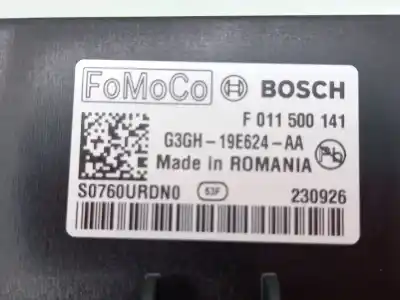 FoMoCo BOSCH
F 011 500 141
G3GH-19E624-AA
Made in ROMANIA
S0760URDN0 53F 230926